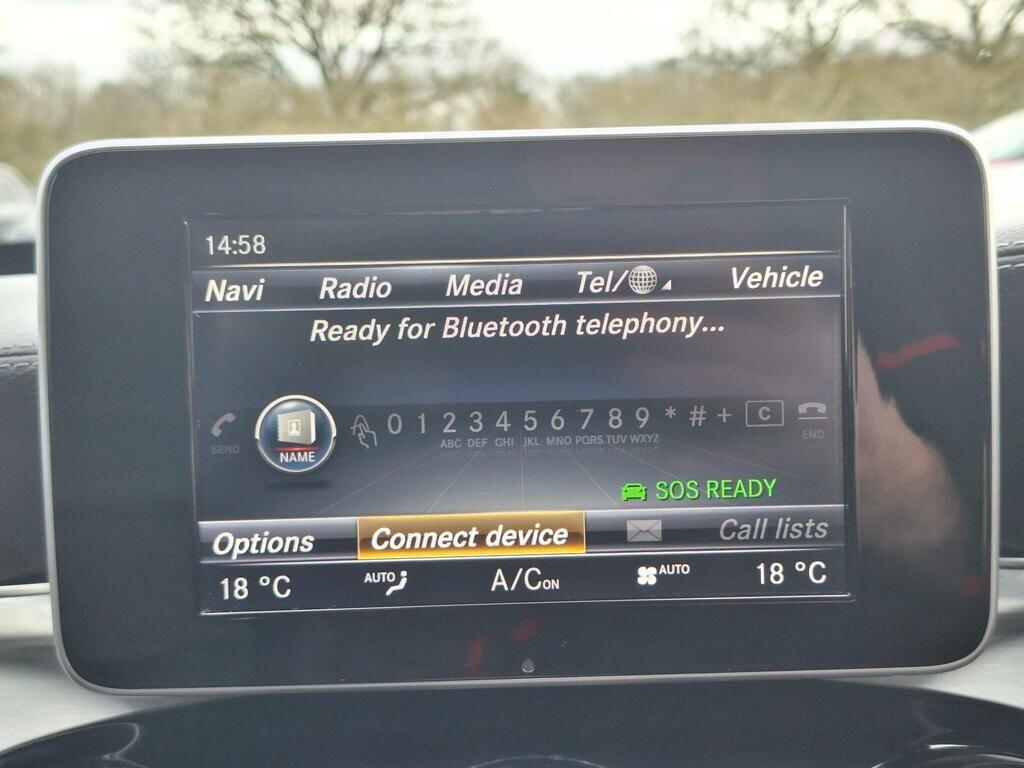 14:58
Navi Radio Media Tel/ Vehicle
Ready for Bluetooth telephony...
0 1 2 3 4 5 6 7 8 9 * # + C
SEND ABC DEF GHI JKL MNO PQRS TUV WXYZ END
NAME
SOS READY
Options Connect device Call lists
18 °C AUTO A/C ON AUTO 18 °C